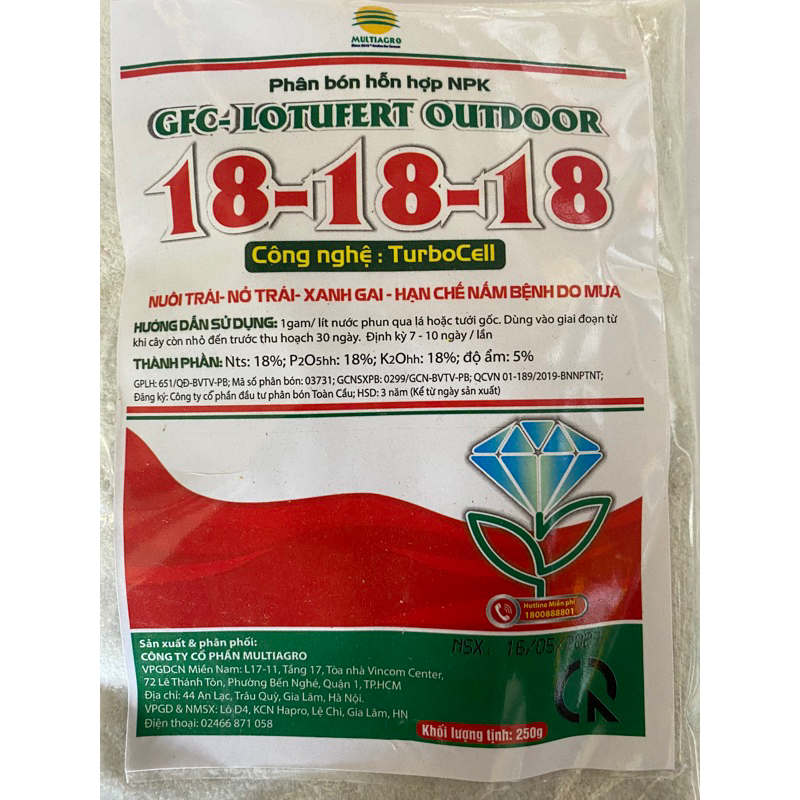 MULTIAGRO
Phân bón hỗn hợp NPK
GFC-LOTUFERT OUTDOOR
18-18-18
Công nghệ : TurboCell
NUÔI TRÁI- NỞ TRÁI- XANH GAI - HẠN CHẾ NẤM BỆNH DO MƯA
HƯỚNG DẪN SỬ DỤNG: 1gam/ lít nước phun qua lá hoặc tưới gốc. Dùng vào giai đoạn từ
khi cây còn nhỏ đến trước thu hoạch 30 ngày. Định kỳ 7 - 10 ngày / lần
THÀNH PHẦN: Nts: 18%; P2O5hh: 18%; K2Ohh: 18%; độ ẩm: 5%
GPLH: 651/QĐ-BVTV-PB; Mã số phân bón: 03731; GCNSXPB: 0299/GCN-BVTV-PB; QCVN 01-189/2019-BNNPTNT;
Đăng ký: Công ty cổ phần đầu tư phân bón Toàn Cầu; HSD: 3 năm (Kể từ ngày sản xuất)
Hotline Miễn phí
1800888801
NSX: 16/05/
Sản xuất & phân phối:
CÔNG TY CỔ PHẦN MULTIAGRO
VPGDCN Miền Nam: L17-11, Tầng 17, Tòa nhà Vincom Center,
72 Lê Thánh Tôn, Phường Bến Nghé, Quận 1, TP.HCM
Địa chỉ: 44 An Lạc, Trâu Quỳ, Gia Lâm, Hà Nội.
VPGD & NMSX: Lô D4, KCN Hapro, Lệ Chi, Gia Lâm, HN
Điện thoại: 02466 871 058
Khối lượng tịnh: 250g